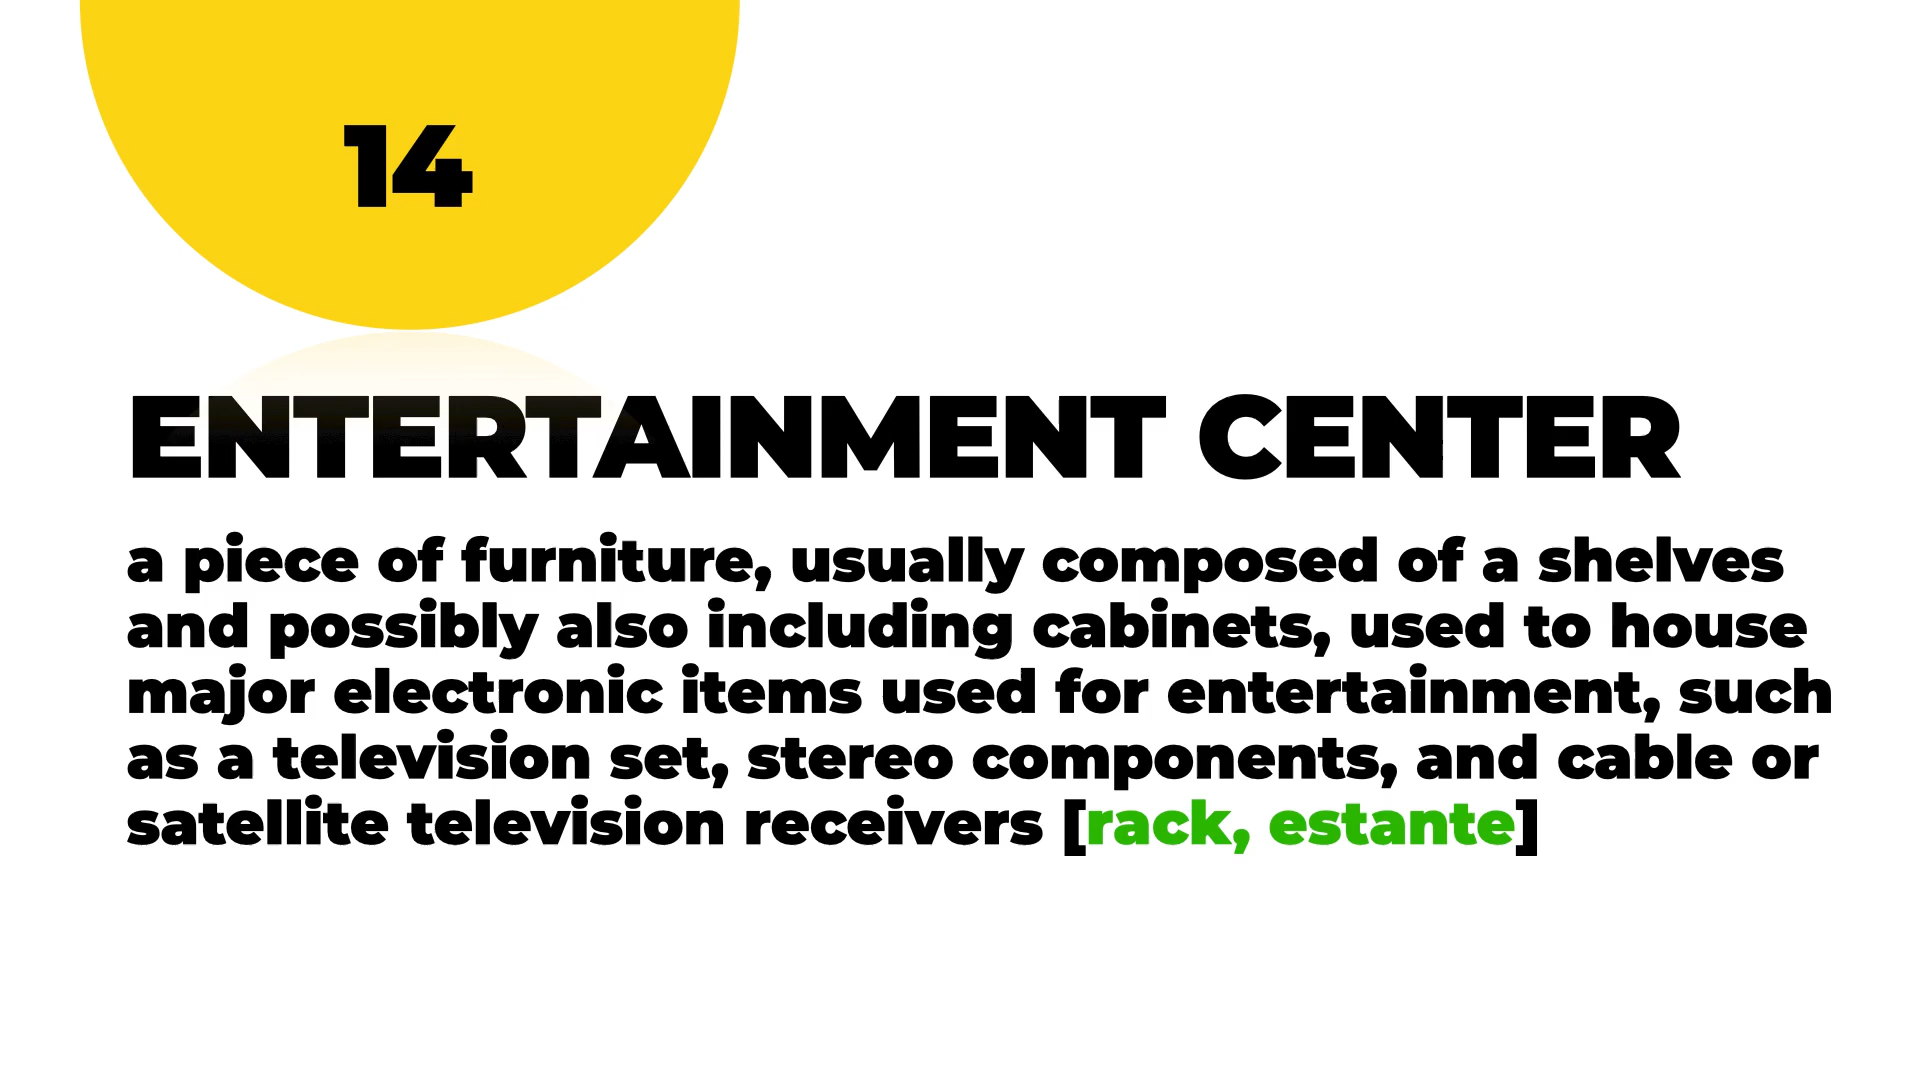 14
ENTERTAINMENT CENTER
a piece of furniture, usually composed of a shelves
and possibly also including cabinets, used to house
major electronic items used for entertainment, such
as a television set, stereo components, and cable or
satellite television receivers [rack, estante]